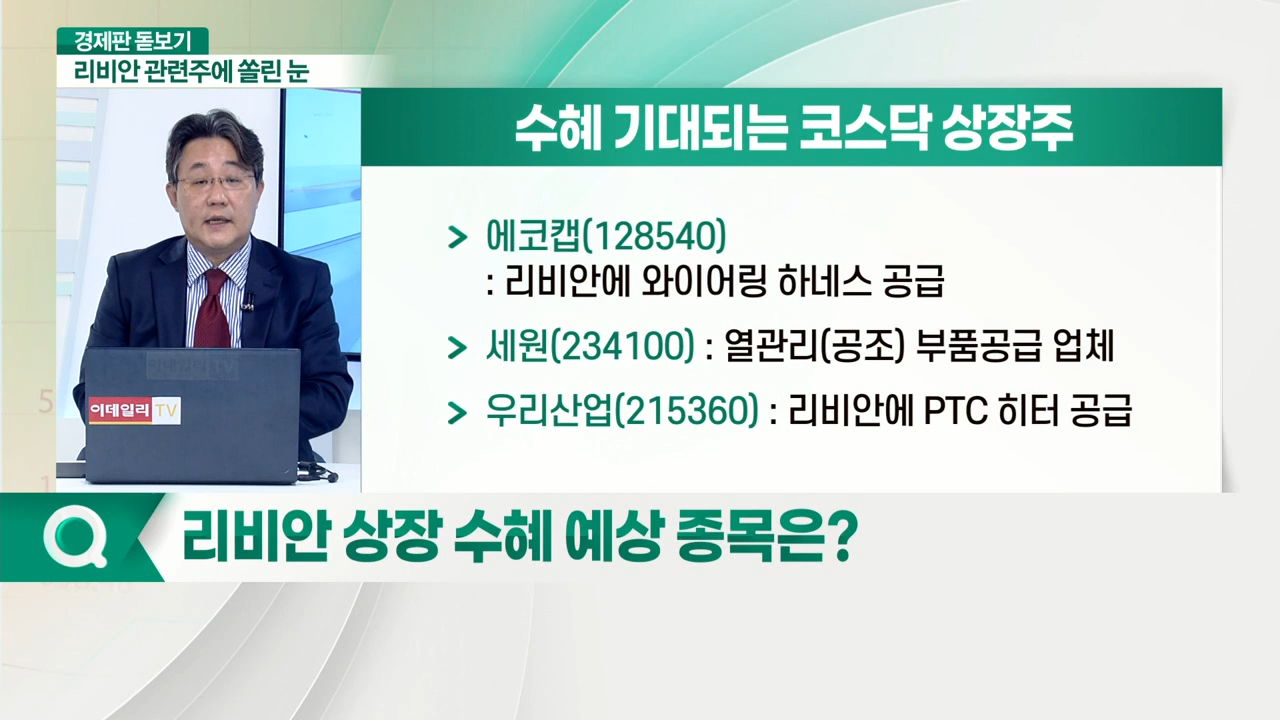 경제판 돋보기
리비안 관련주에 쏠린 눈
수혜 기대되는 코스닥 상장주
> 에코캡(128540)
: 리비안에 와이어링 하네스 공급
> 세원(234100) : 열관리(공조) 부품공급 업체
> 우리산업(215360) : 리비안에 PTC 히터 공급
이데일리 TV
리비안 상장 수혜 예상 종목은?